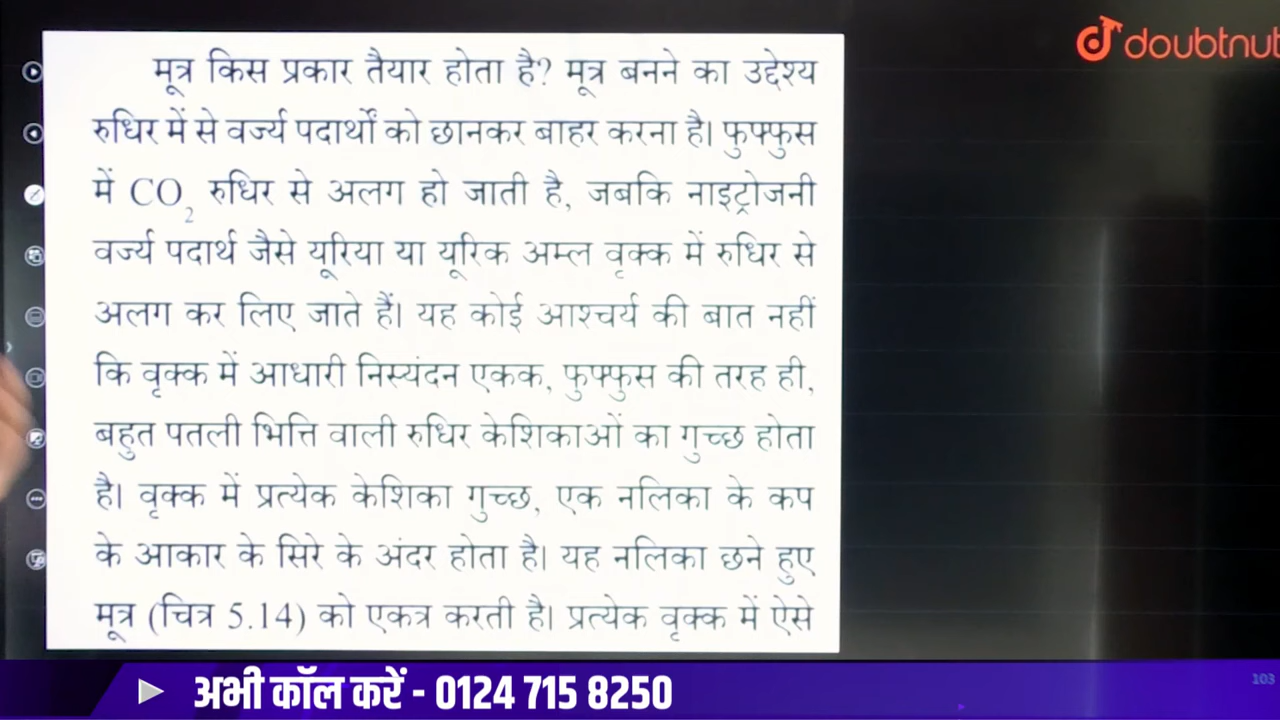 doubtnut
मूत्र किस प्रकार तैयार होता है? मूत्र बनने का उद्देश्य
रुधिर में से वर्ज्य पदार्थों को छानकर बाहर करना है। फुफ्फुस
में CO₂ रुधिर से अलग हो जाती है, जबकि नाइट्रोजनी
वर्ज्य पदार्थ जैसे यूरिया या यूरिक अम्ल वृक्क में रुधिर से
अलग कर लिए जाते हैं। यह कोई आश्चर्य की बात नहीं
कि वृक्क में आधारी निस्यंदन एकक, फुफ्फुस की तरह ही,
बहुत पतली भित्ति वाली रुधिर केशिकाओं का गुच्छ होता
है। वृक्क में प्रत्येक केशिका गुच्छ, एक नलिका के कप
के आकार के सिरे के अंदर होता है। यह नलिका छने हुए
मूत्र (चित्र 5.14) को एकत्र करती है। प्रत्येक वृक्क में ऐसे
अभी कॉल करें - 0124 715 8250
103